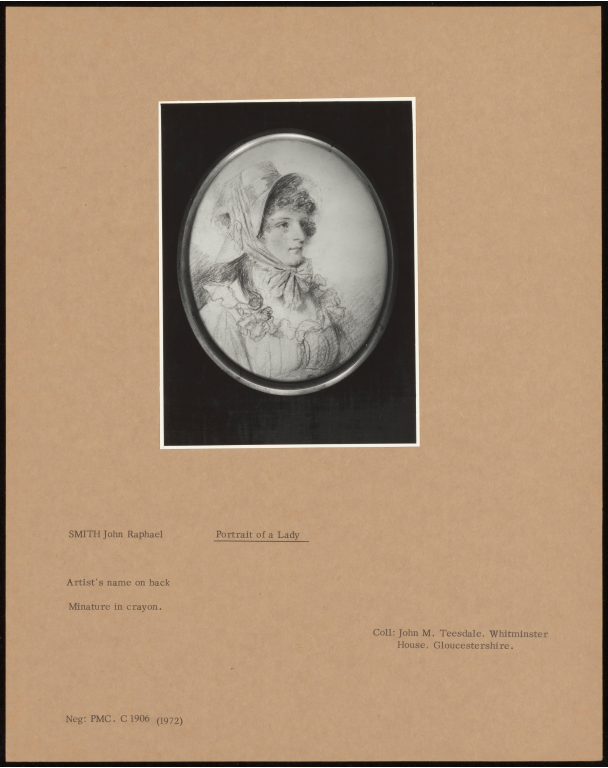 SMITH John Raphael Portrait of a Lady
Artist's name on back
Minature in crayon.
Coll: John M. Teesdale. Whitminster
House. Gloucestershire.
Neg: PMC. C 1906 (1972)